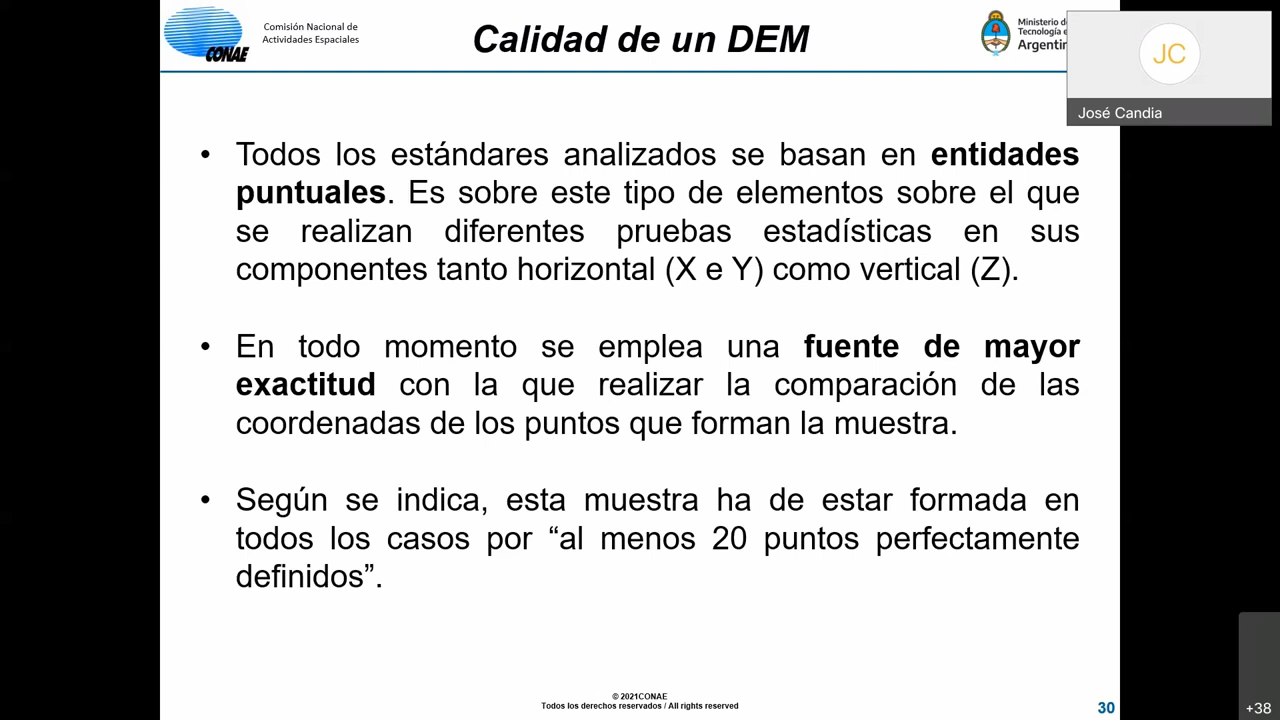 Comisión Nacional de
Actividades Espaciales
CONAE
Calidad de un DEM
Ministerio
Tecnología
Argentin
JC
José Candia
• Todos los estándares analizados se basan en entidades
puntuales. Es sobre este tipo de elementos sobre el que
se realizan diferentes pruebas estadísticas en sus
componentes tanto horizontal (X e Y) como vertical (Z).
• En todo momento se emplea una fuente de mayor
exactitud con la que realizar la comparación de las
coordenadas de los puntos que forman la muestra.
• Según se indica, esta muestra ha de estar formada en
todos los casos por “al menos 20 puntos perfectamente
definidos”.
© 2021CONAE
Todos los derechos reservados / All rights reserved
30
+38